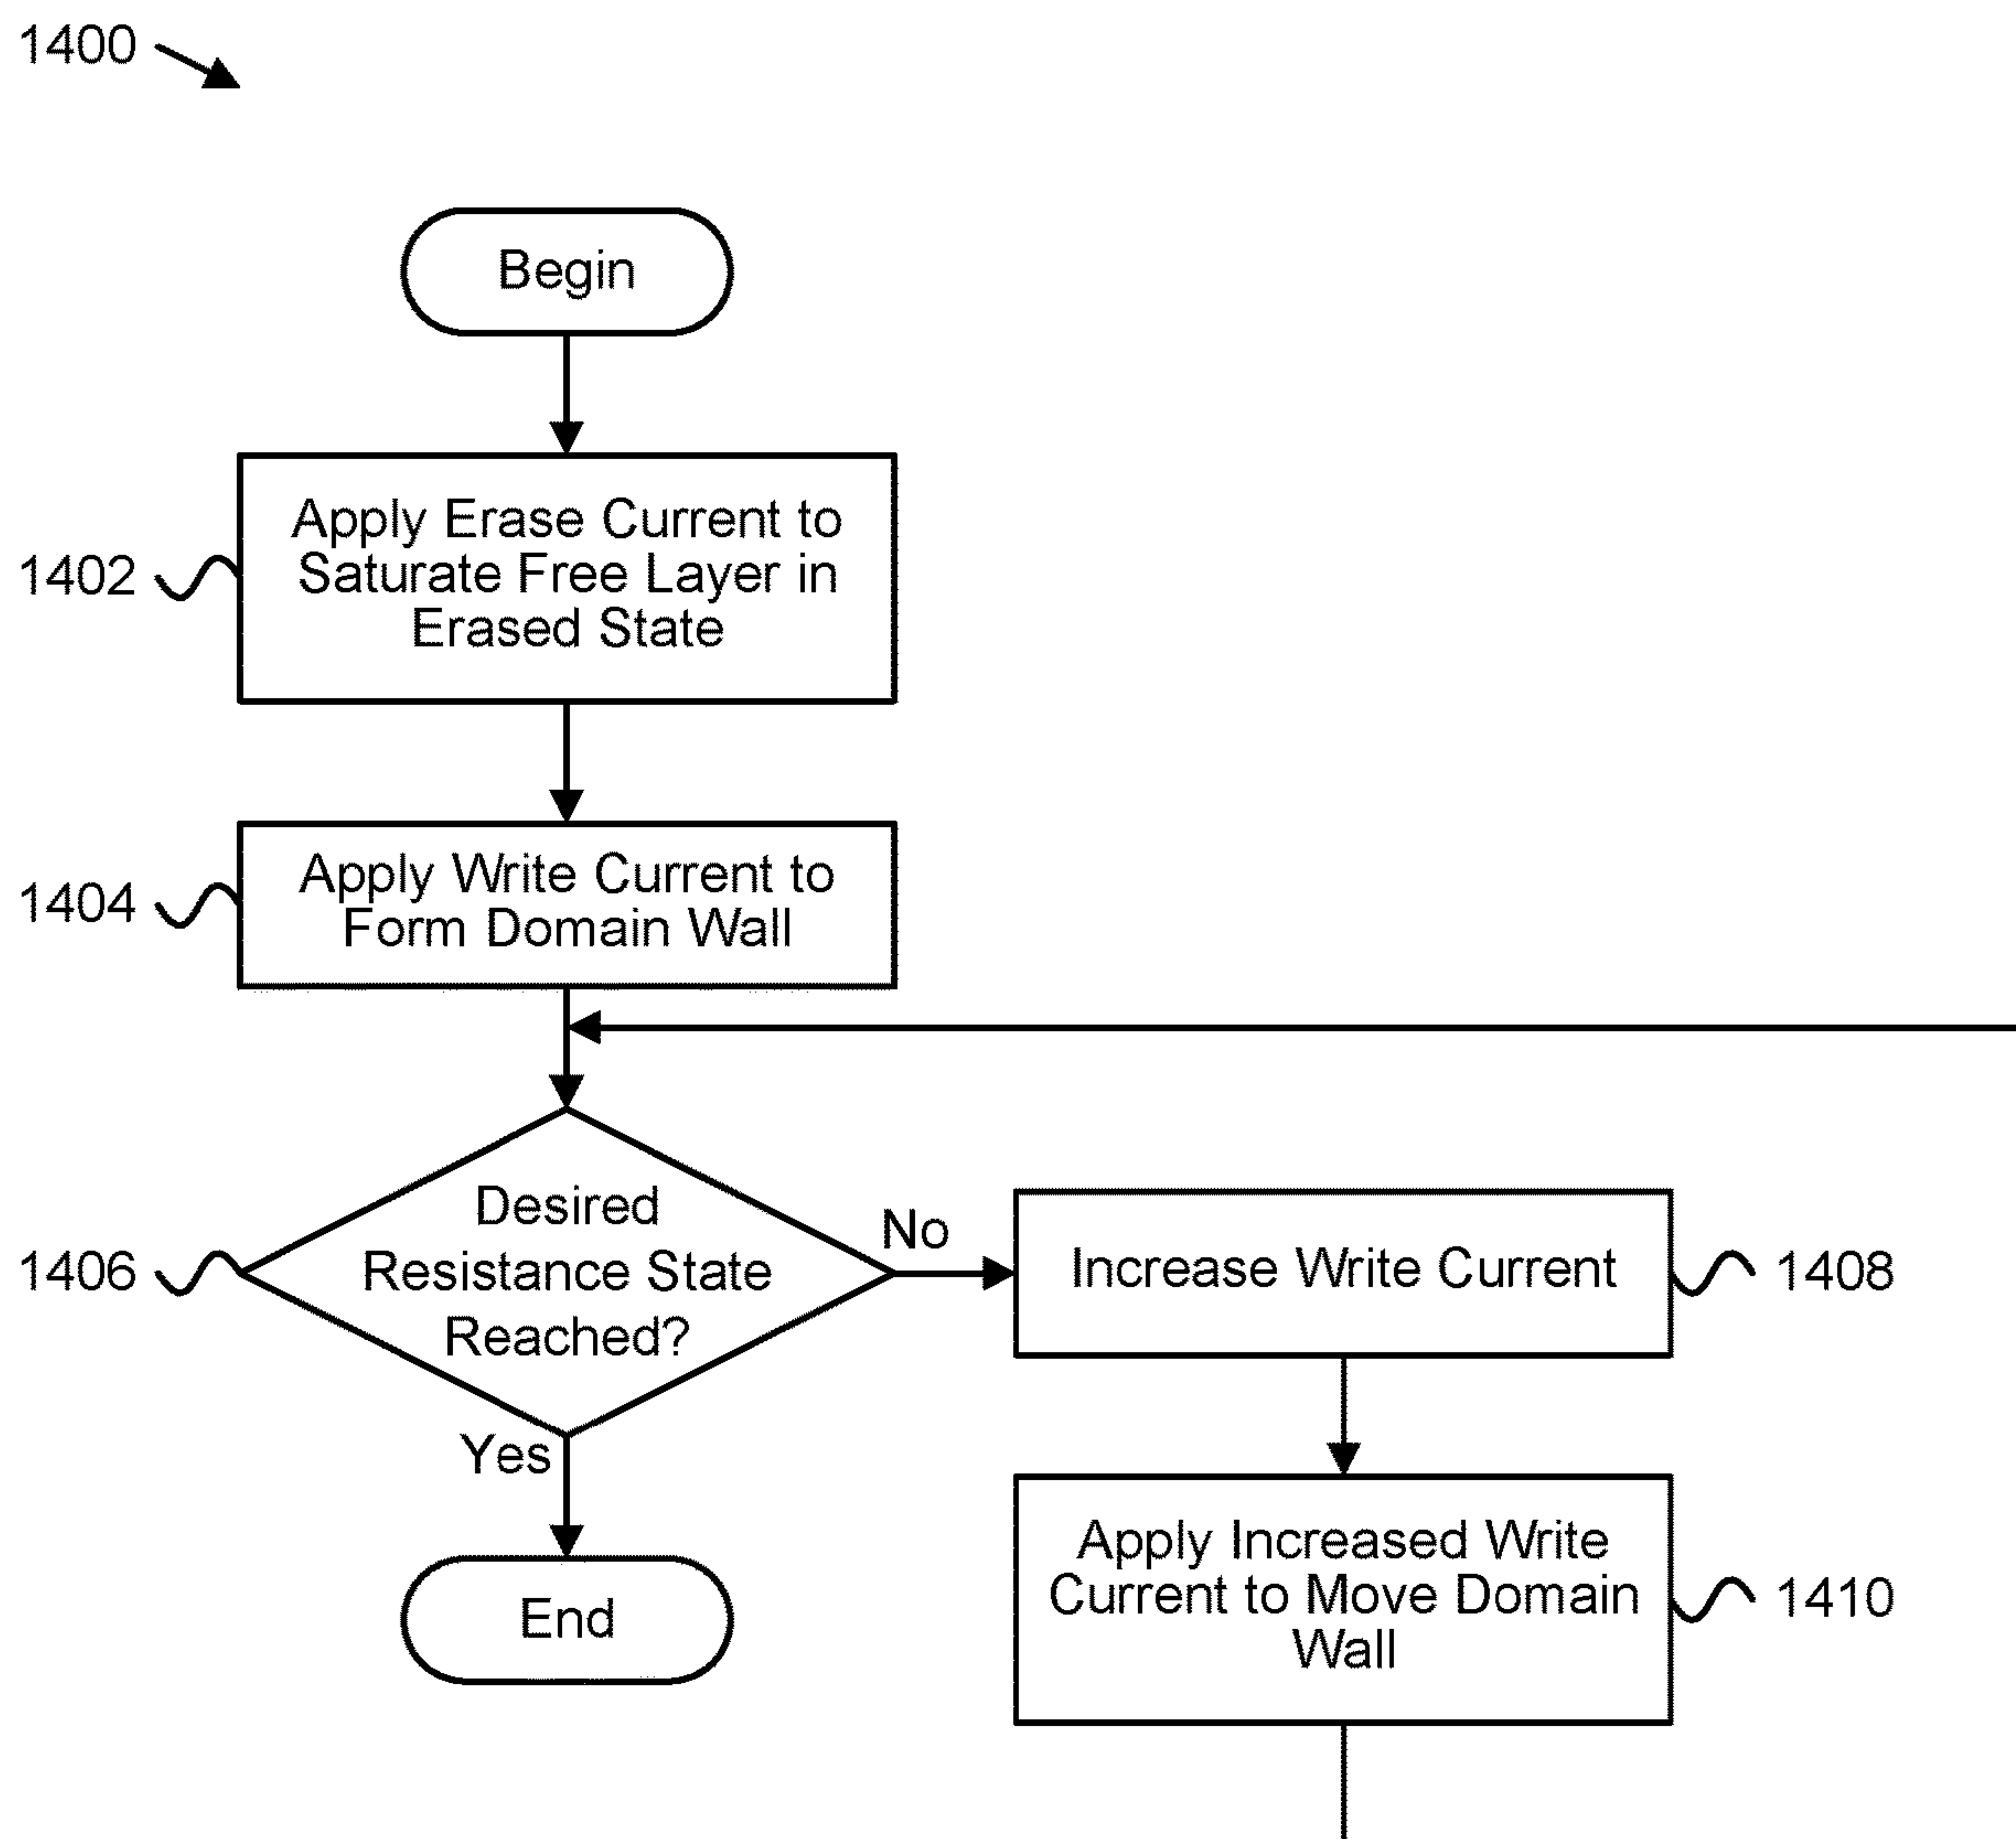 1400
Begin
1402
Apply Erase Current to
Saturate Free Layer in
Erased State
1404
Apply Write Current to
Form Domain Wall
1406
Desired
Resistance State
Reached?
No
Increase Write Current
1408
Yes
End
Apply Increased Write
Current to Move Domain
Wall
1410